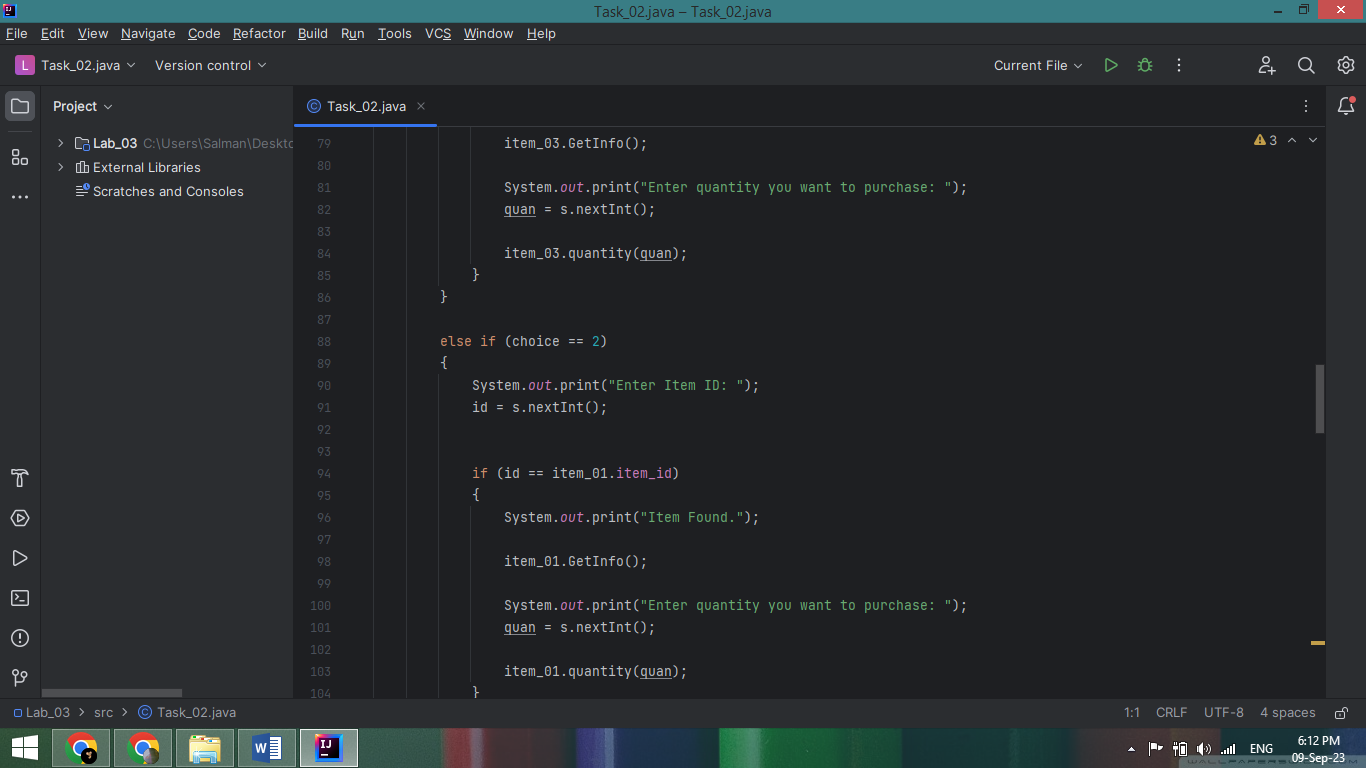 Task_02.java – Task_02.java
File Edit View Navigate Code Refactor Build Run Tools VCS Window Help
L Task_02.java Version control Current File
Project
Task_02.java
Lab_03 C:\Users\Salman\Deskto
External Libraries
Scratches and Consoles
3
79 item_03.GetInfo();
80
81 System.out.print("Enter quantity you want to purchase: ");
82 quan = s.nextInt();
83
84 item_03.quantity(quan);
85 }
86 }
87
88 else if (choice == 2)
89 {
90 System.out.print("Enter Item ID: ");
91 id = s.nextInt();
92
93
94 if (id == item_01.item_id)
95 {
96 System.out.print("Item Found.");
97
98 item_01.GetInfo();
99
100 System.out.print("Enter quantity you want to purchase: ");
101 quan = s.nextInt();
102
103 item_01.quantity(quan);
104 }
Lab_03 > src > Task_02.java 1:1 CRLF UTF-8 4 spaces
ENG 6:12 PM
09-Sep-23